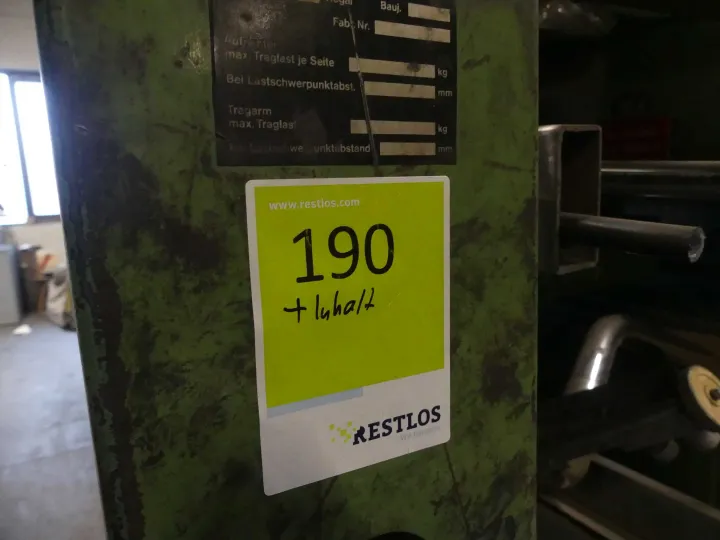 Bauj.
Fabr. Nr.
max. Traglast je Seite kg
Bei Lastschwerpunktabst. mm
Tragarm
max. Traglast kg
mm
www.restlos.com
190
+ Inhalt
RESTLOS